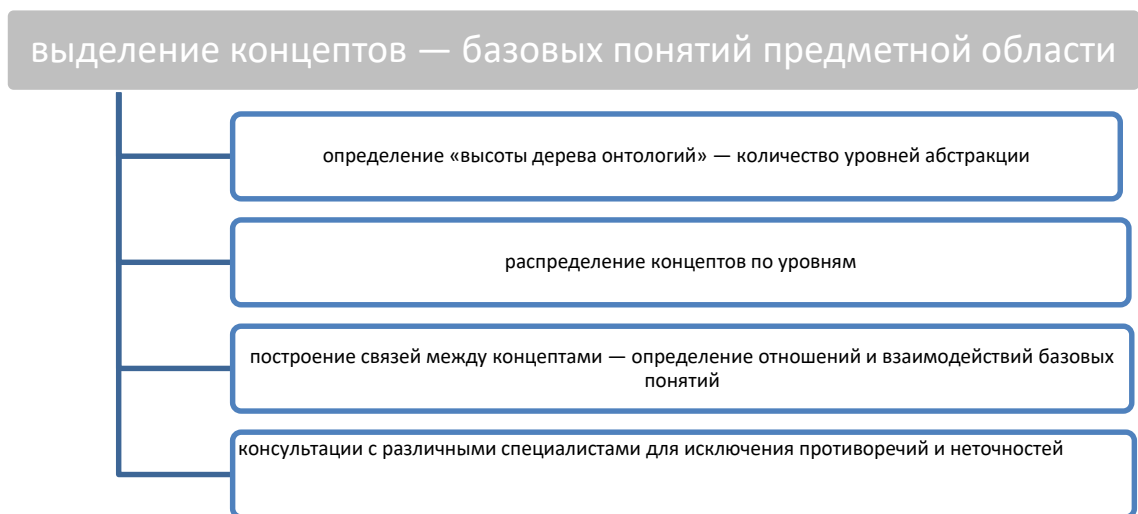 выделение концептов — базовых понятий предметной области
определение «высоты дерева онтологий» — количество уровней абстракции
распределение концептов по уровням
построение связей между концептами — определение отношений и взаимодействий базовых
понятий
консультации с различными специалистами для исключения противоречий и неточностей